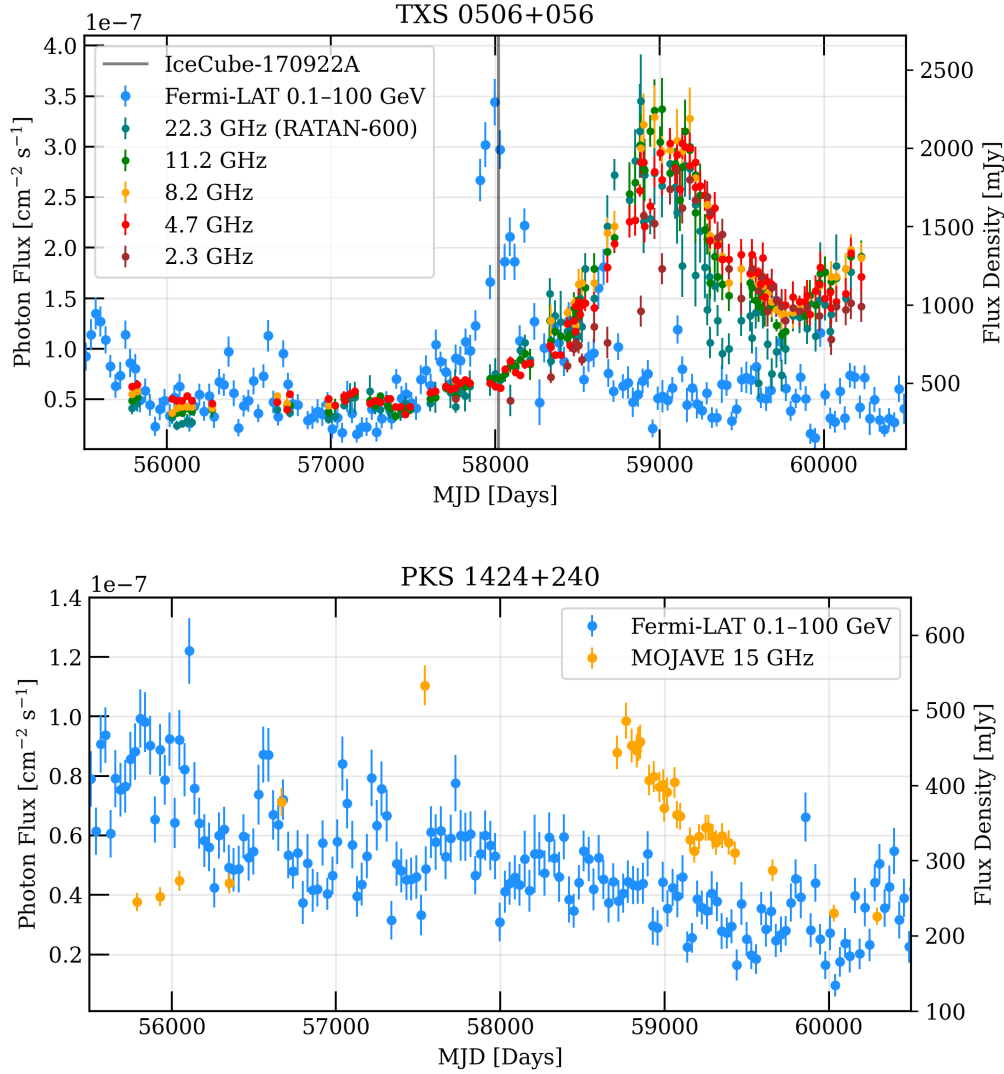 TXS 0506+056
1e−7
IceCube-170922A
Fermi-LAT 0.1–100 GeV
22.3 GHz (RATAN-600)
11.2 GHz
8.2 GHz
4.7 GHz
2.3 GHz
4.0
3.5
3.0
2.5
2.0
1.5
1.0
0.5
Photon Flux [cm⁻² s⁻¹]
2500
2000
1500
1000
500
Flux Density [mJy]
56000 57000 58000 59000 60000
MJD [Days]
PKS 1424+240
1e−7
Fermi-LAT 0.1–100 GeV
MOJAVE 15 GHz
1.4
1.2
1.0
0.8
0.6
0.4
0.2
Photon Flux [cm⁻² s⁻¹]
600
500
400
300
200
100
Flux Density [mJy]
56000 57000 58000 59000 60000
MJD [Days]